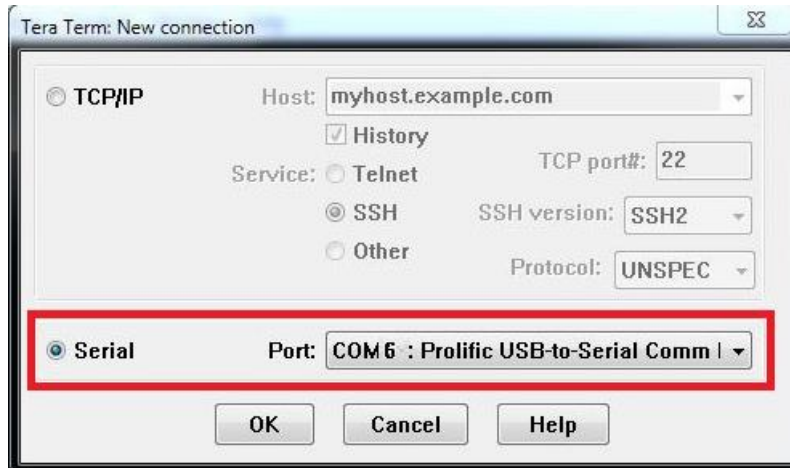 Tera Term: New connection
TCP/IP Host: myhost.example.com
History
Service: Telnet TCP port#: 22
SSH SSH version: SSH2
Other Protocol: UNSPEC
Serial Port: COM6 : Prolific USB-to-Serial Comm
OK Cancel Help